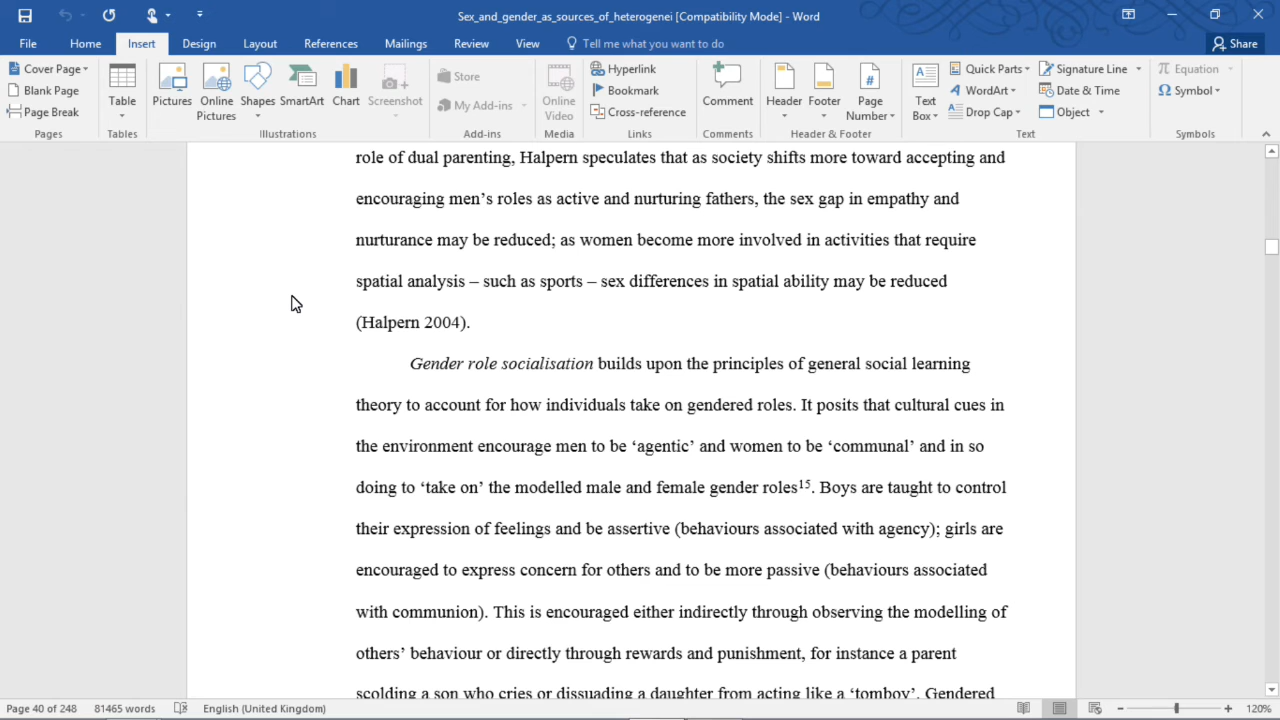 Sex_and_gender_as_sources_of_heterogenei [Compatibility Mode] - Word
File Home Insert Design Layout References Mailings Review View Tell me what you want to do Share
Cover Page
Blank Page
Page Break
Pages
Table
Tables
Pictures
Online Pictures
Shapes
SmartArt
Chart
Screenshot
Illustrations
Store
My Add-ins
Add-ins
Online Video
Media
Hyperlink
Bookmark
Cross-reference
Links
Comment
Comments
Header
Footer
Page Number
Header & Footer
Text Box
Quick Parts
WordArt
Drop Cap
Signature Line
Date & Time
Object
Text
Equation
Symbol
Symbols
role of dual parenting, Halpern speculates that as society shifts more toward accepting and
encouraging men’s roles as active and nurturing fathers, the sex gap in empathy and
nurturance may be reduced; as women become more involved in activities that require
spatial analysis – such as sports – sex differences in spatial ability may be reduced
(Halpern 2004).
Gender role socialisation builds upon the principles of general social learning
theory to account for how individuals take on gendered roles. It posits that cultural cues in
the environment encourage men to be ‘agentic’ and women to be ‘communal’ and in so
doing to ‘take on’ the modelled male and female gender roles15. Boys are taught to control
their expression of feelings and be assertive (behaviours associated with agency); girls are
encouraged to express concern for others and to be more passive (behaviours associated
with communion). This is encouraged either indirectly through observing the modelling of
others’ behaviour or directly through rewards and punishment, for instance a parent
scolding a son who cries or dissuading a daughter from acting like a ‘tomboy’. Gendered
Page 40 of 248 81465 words English (United Kingdom) 120%